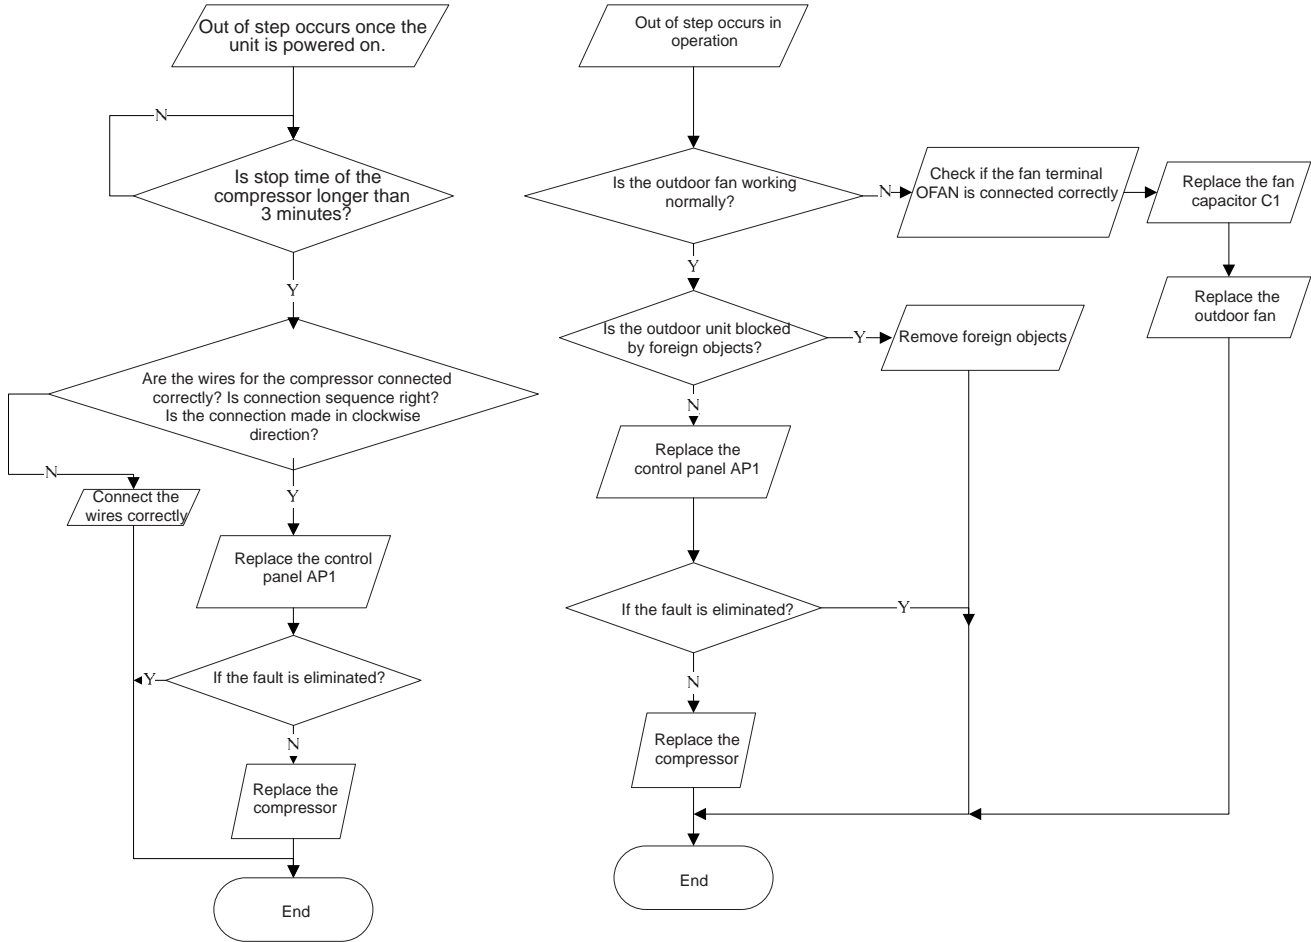 Out of step occurs once the
unit is powered on.
N
Is stop time of the
compressor longer than
3 minutes?
Y
Are the wires for the compressor connected
correctly? Is connection sequence right?
Is the connection made in clockwise
direction?
N
Connect the
wires correctly
Y
Replace the control
panel AP1
If the fault is eliminated?
Y
N
Replace the
compressor
End
Out of step occurs in
operation
Is the outdoor fan working
normally?
N
Check if the fan terminal
OFAN is connected correctly
Replace the fan
capacitor C1
Replace the
outdoor fan
Y
Is the outdoor unit blocked
by foreign objects?
Y
Remove foreign objects
N
Replace the
control panel AP1
If the fault is eliminated?
Y
N
Replace the
compressor
End